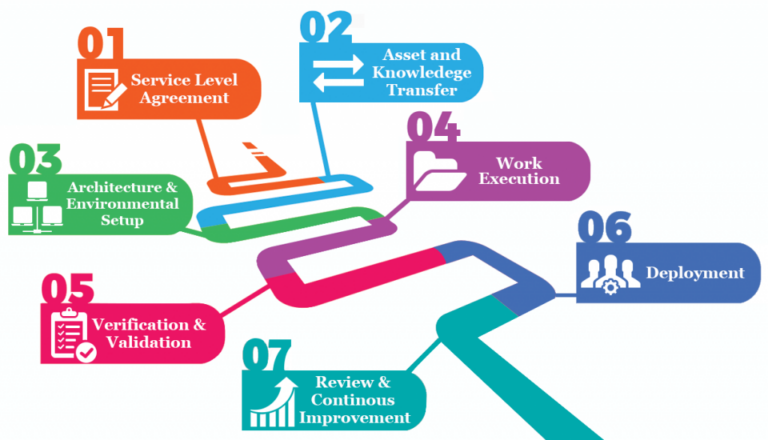 01
Service Level
Agreement
02
Asset and
Knowledege
Transfer
03
Architecture &
Environmental
Setup
04
Work
Execution
05
Verification &
Validation
06
Deployment
07
Review &
Continous
Improvement